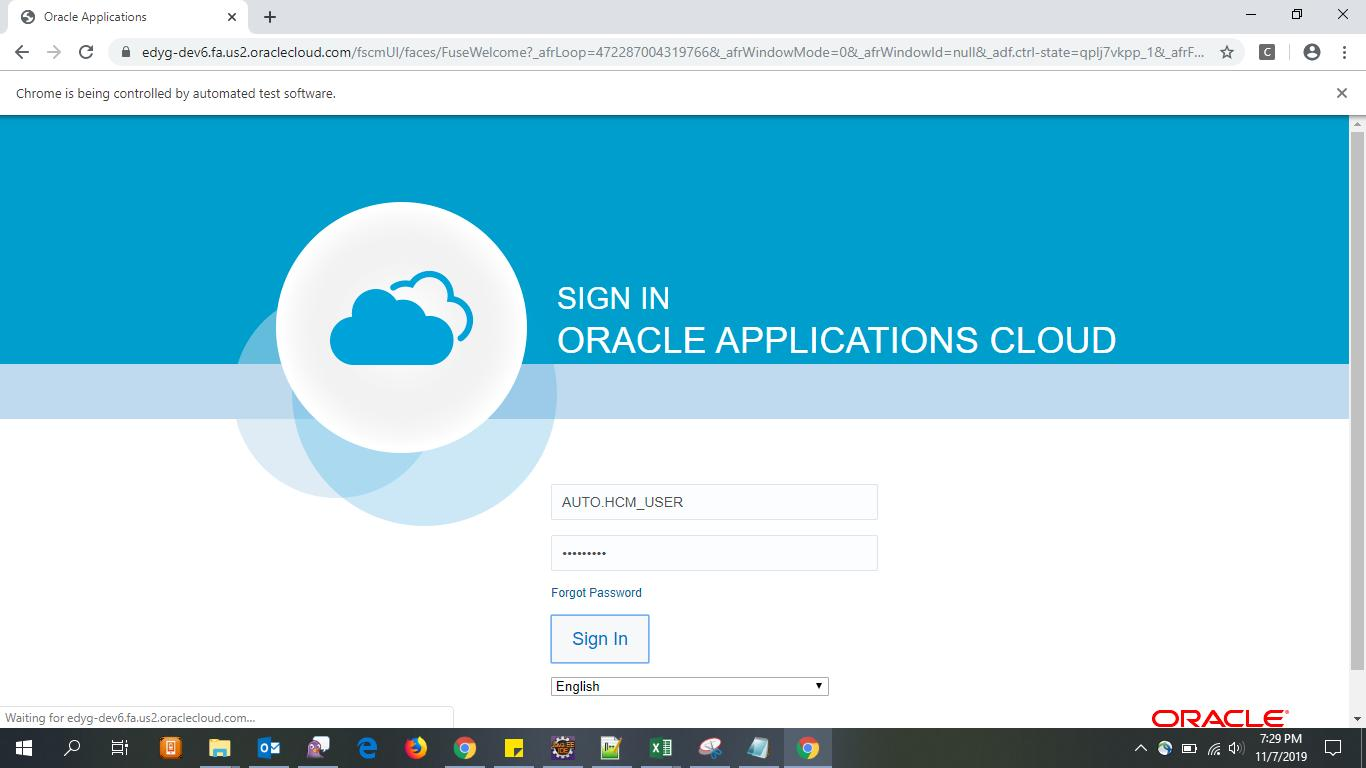 Oracle Applications
edyg-dev6.fa.us2.oraclecloud.com/fscmUI/faces/FuseWelcome?_afrLoop=472287004319766&_afrWindowMode=0&_afrWindowId=null&_adf.ctrl-state=qplj7vkpp_1&_afrF...
C
Chrome is being controlled by automated test software.
SIGN IN
ORACLE APPLICATIONS CLOUD
AUTO.HCM_USER
•••••••••
Forgot Password
Sign In
English
Waiting for edyg-dev6.fa.us2.oraclecloud.com...
ORACLE®
7:29 PM
11/7/2019